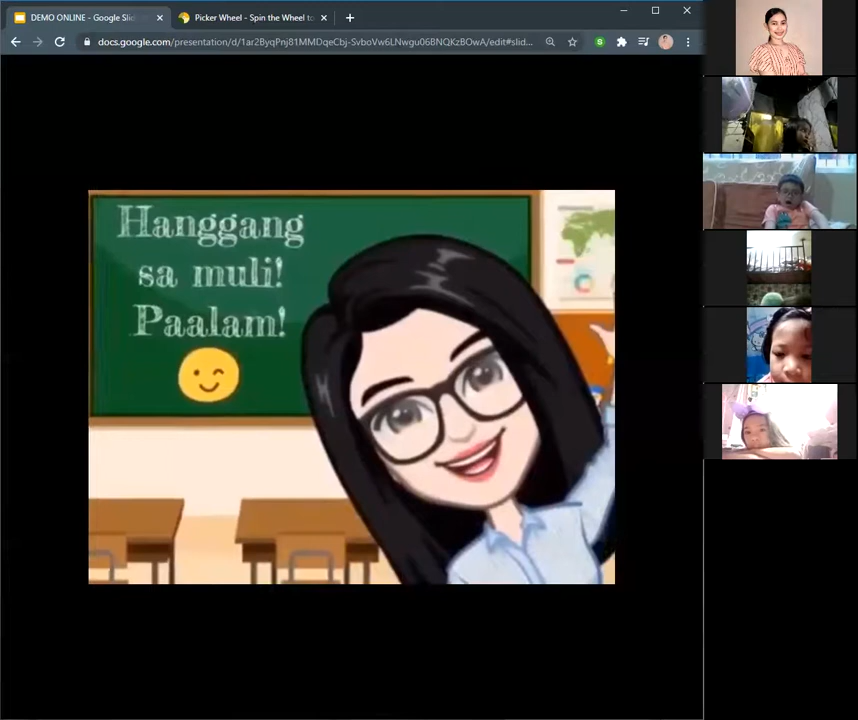 DEMO ONLINE - Google Slid
Picker Wheel - Spin the Wheel to
docs.google.com/presentation/d/1ar2ByqPnj81MMDqeCbj-SvboVw6LNwgu06BNQKzBOwA/edit#slid...
Hanggang
sa muli!
Paalam!